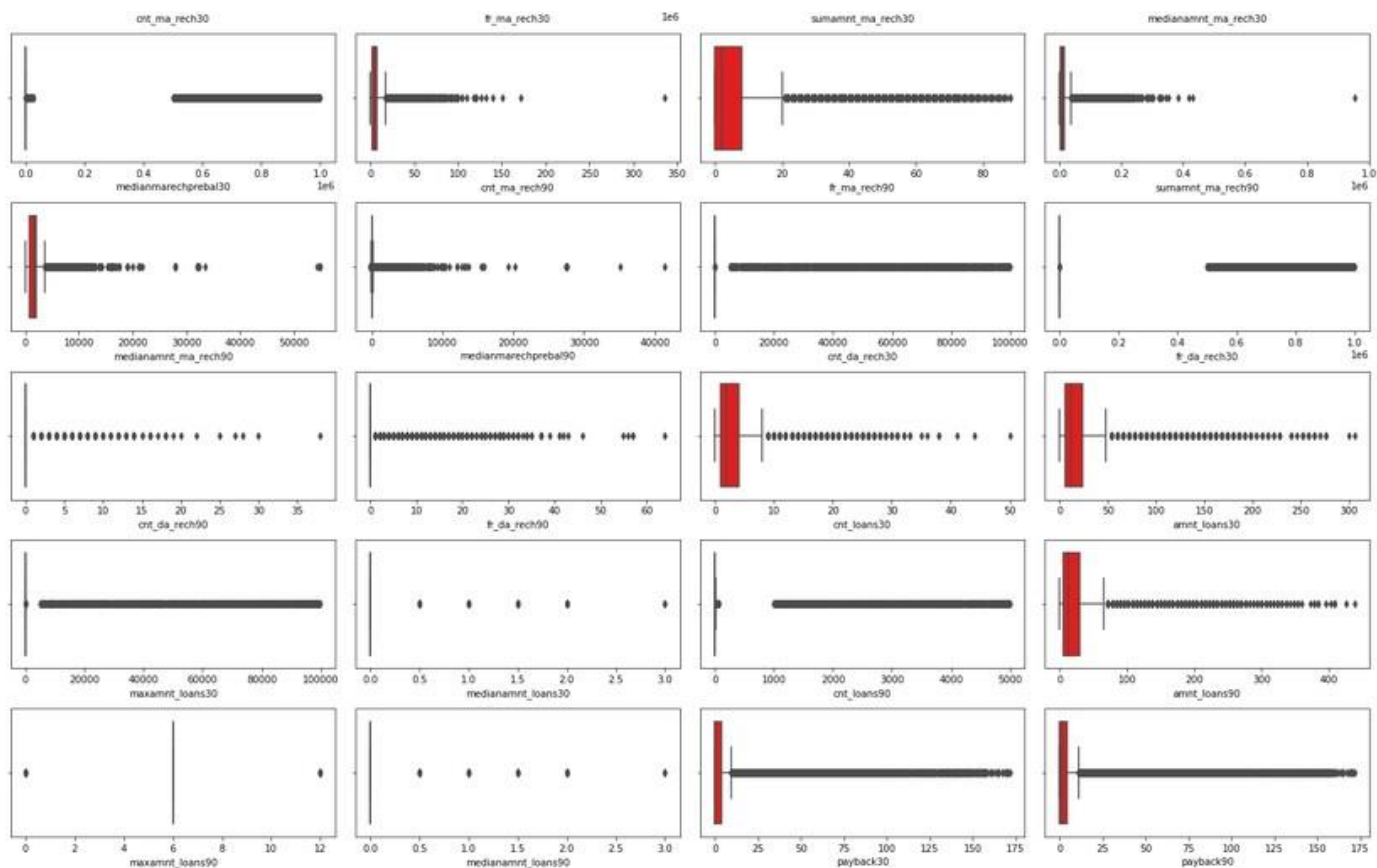 cnt_ma_rech30 fr_ma_rech30 1e6 sumamnt_ma_rech30 medianamnt_ma_rech30
0.0 0.2 0.4 0.6 0.8 1.0 0 50 100 150 200 250 300 350 0 20 40 60 80 0.0 0.2 0.4 0.6 0.8 1.0
medianmarechprebal30 1e6 cnt_ma_rech90 fr_ma_rech90 sumamnt_ma_rech90 1e6
0 10000 20000 30000 40000 50000 0 10000 20000 30000 40000 0 20000 40000 60000 80000 100000 0.0 0.2 0.4 0.6 0.8 1.0
medianamnt_ma_rech90 medianmarechprebal90 cnt_da_rech30 fr_da_rech30 1e6
0 5 10 15 20 25 30 35 0 10 20 30 40 50 60 0 10 20 30 40 50 0 50 100 150 200 250 300
cnt_da_rech90 fr_da_rech90 cnt_loans30 amnt_loans30
0 20000 40000 60000 80000 100000 0.0 0.5 1.0 1.5 2.0 2.5 3.0 0 1000 2000 3000 4000 5000 0 100 200 300 400
maxamnt_loans30 medianamnt_loans30 cnt_loans90 amnt_loans90
0 2 4 6 8 10 12 0.0 0.5 1.0 1.5 2.0 2.5 3.0 0 25 50 75 100 125 150 175 0 25 50 75 100 125 150 175
maxamnt_loans90 medianamnt_loans90 payback30 payback90